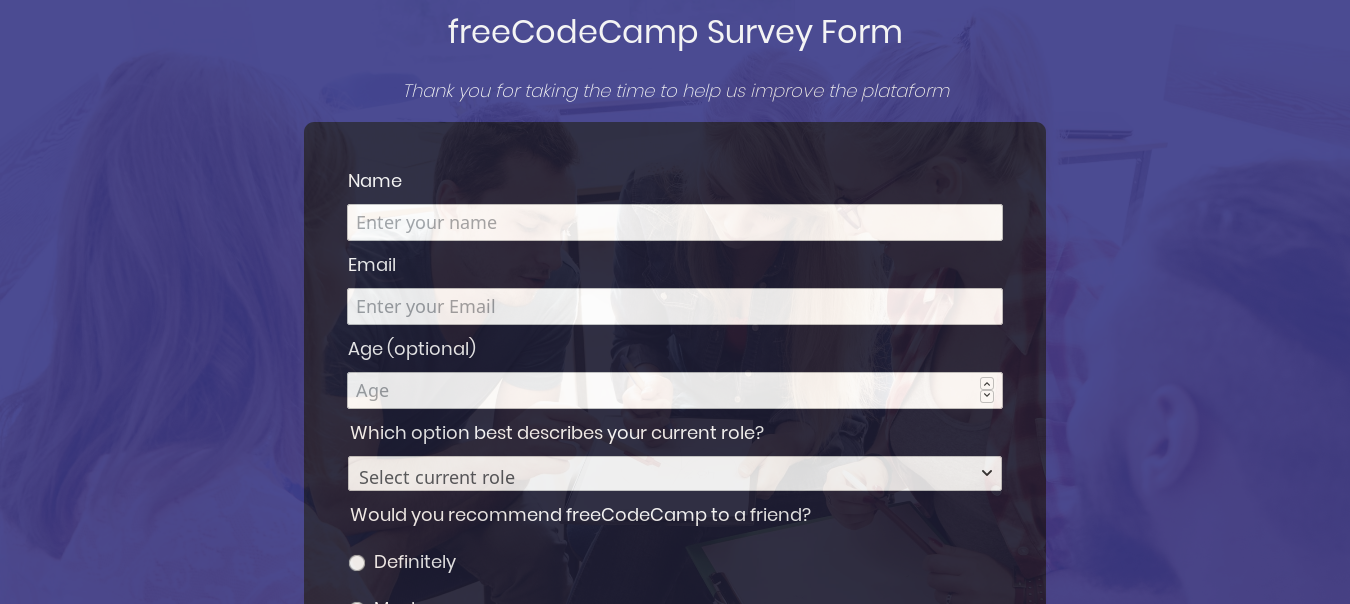 freeCodeCamp Survey Form
Thank you for taking the time to help us improve the plataform
Name
Enter your name
Email
Enter your Email
Age (optional)
Age
Which option best describes your current role?
Select current role
Would you recommend freeCodeCamp to a friend?
Definitely